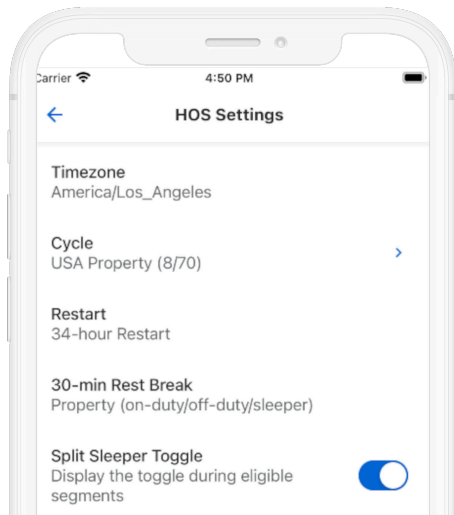 Carrier
4:50 PM
HOS Settings
Timezone
America/Los_Angeles
Cycle
USA Property (8/70)
Restart
34-hour Restart
30-min Rest Break
Property (on-duty/off-duty/sleeper)
Split Sleeper Toggle
Display the toggle during eligible
segments